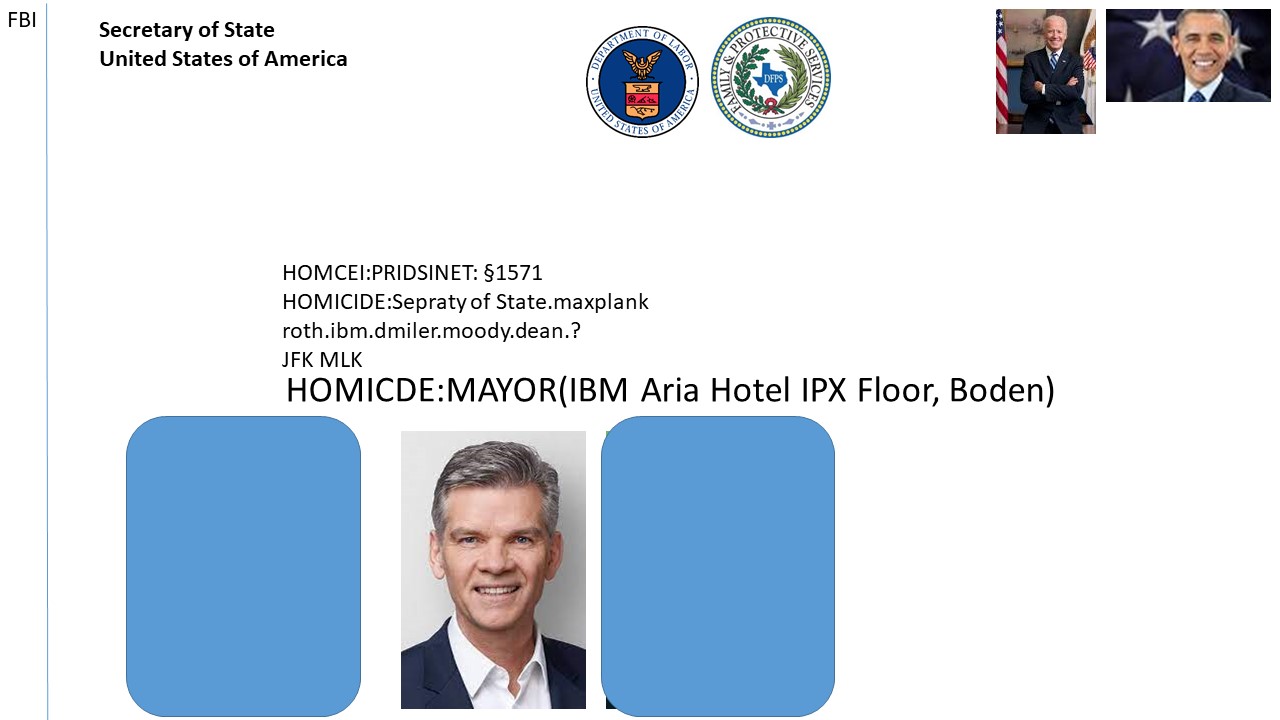 FBI
Secretary of State
United States of America
DEPARTMENT OF LABOR
UNITED STATES OF AMERICA
FAMILY & PROTECTIVE SERVICES
DFPS
HOMCEI:PRIDSINET: §1571
HOMICIDE:Sepraty of State.maxplank
roth.ibm.dmiler.moody.dean.?
JFK MLK
HOMICDE:MAYOR(IBM Aria Hotel IPX Floor, Boden)